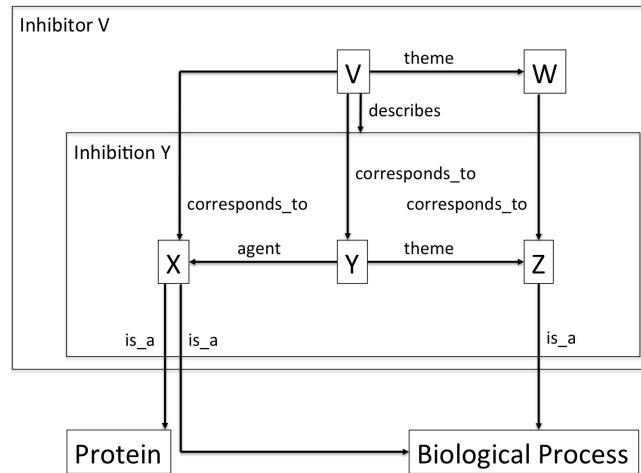 Inhibitor V
V
theme
W
describes
Inhibition Y
corresponds_to
corresponds_to
corresponds_to
X
agent
Y
theme
Z
is_a
is_a
is_a
Protein
Biological Process